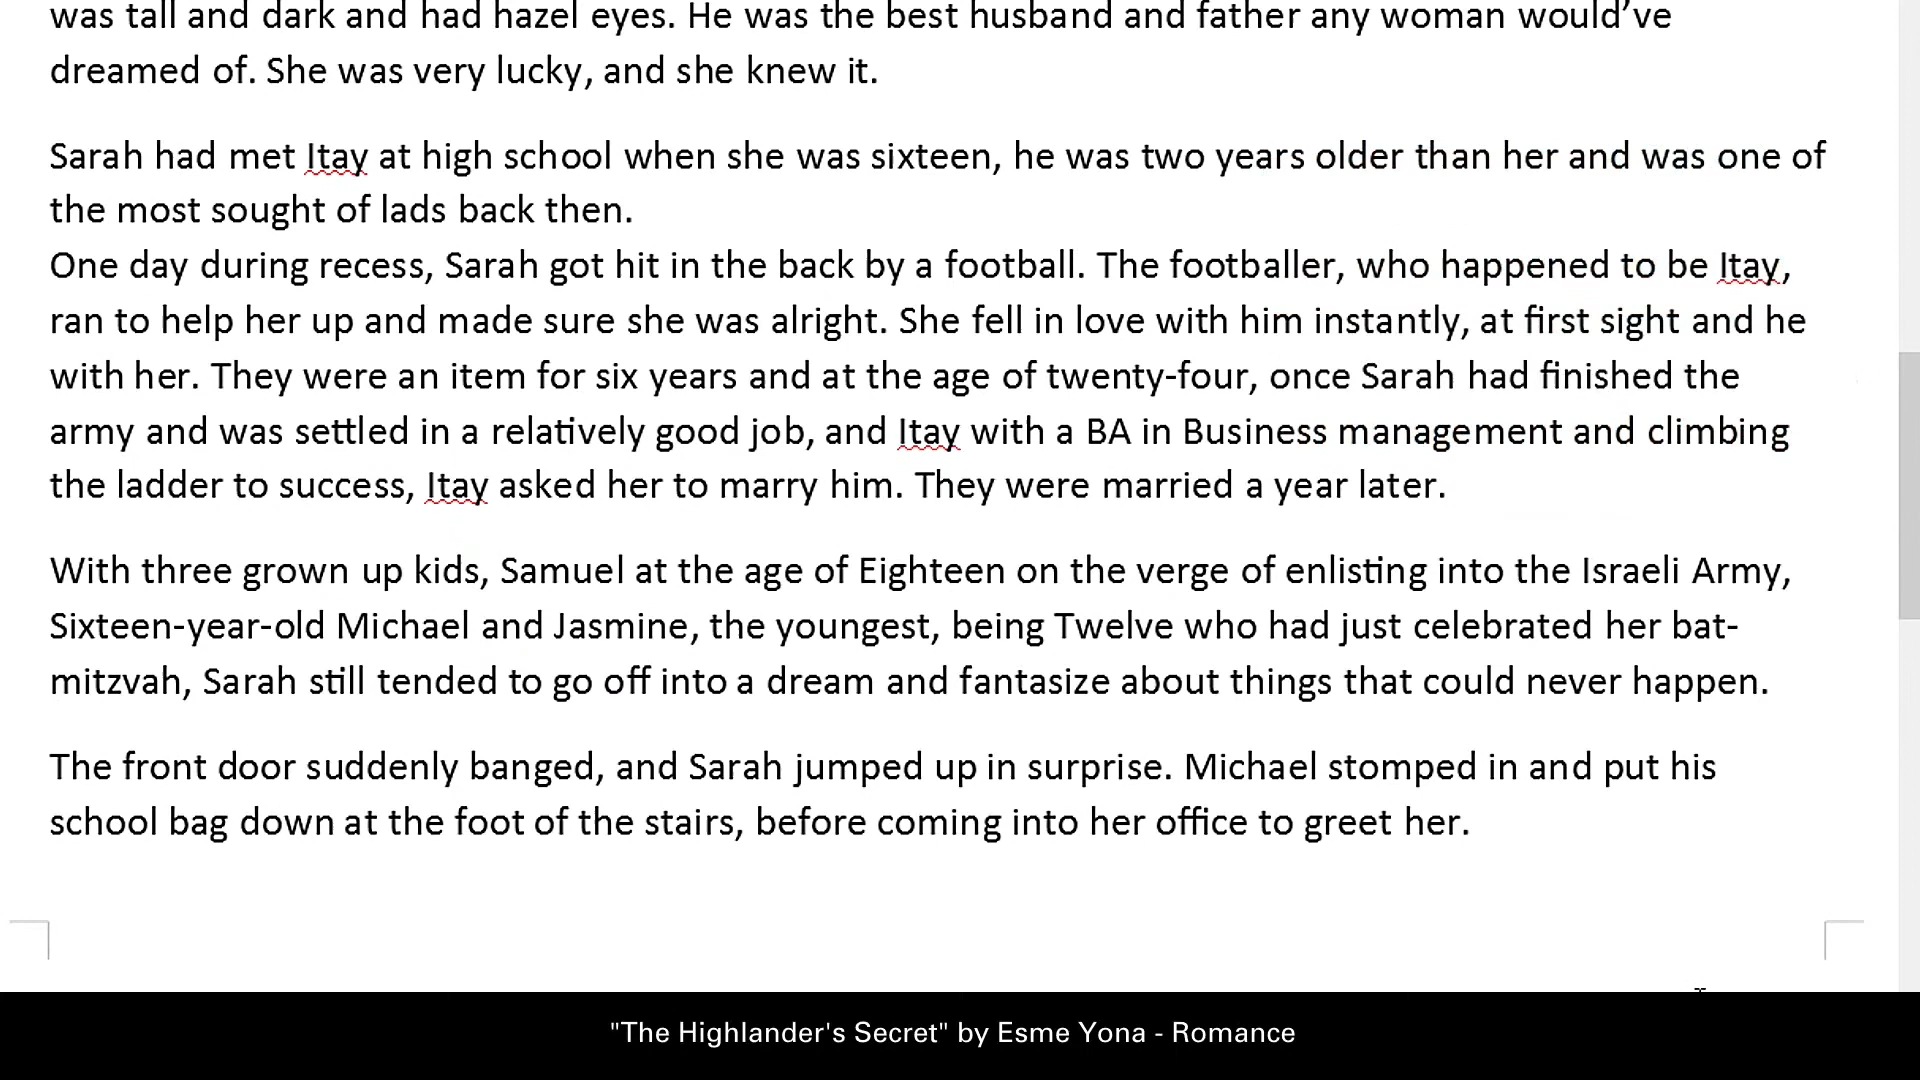 was tall and dark and had hazel eyes. He was the best husband and father any woman would've
dreamed of. She was very lucky, and she knew it.
Sarah had met Itay at high school when she was sixteen, he was two years older than her and was one of
the most sought of lads back then.
One day during recess, Sarah got hit in the back by a football. The footballer, who happened to be Itay,
ran to help her up and made sure she was alright. She fell in love with him instantly, at first sight and he
with her. They were an item for six years and at the age of twenty-four, once Sarah had finished the
army and was settled in a relatively good job, and Itay with a BA in Business management and climbing
the ladder to success, Itay asked her to marry him. They were married a year later.
With three grown up kids, Samuel at the age of Eighteen on the verge of enlisting into the Israeli Army,
Sixteen-year-old Michael and Jasmine, the youngest, being Twelve who had just celebrated her bat-
mitzvah, Sarah still tended to go off into a dream and fantasize about things that could never happen.
The front door suddenly banged, and Sarah jumped up in surprise. Michael stomped in and put his
school bag down at the foot of the stairs, before coming into her office to greet her.
"The Highlander's Secret" by Esme Yona - Romance